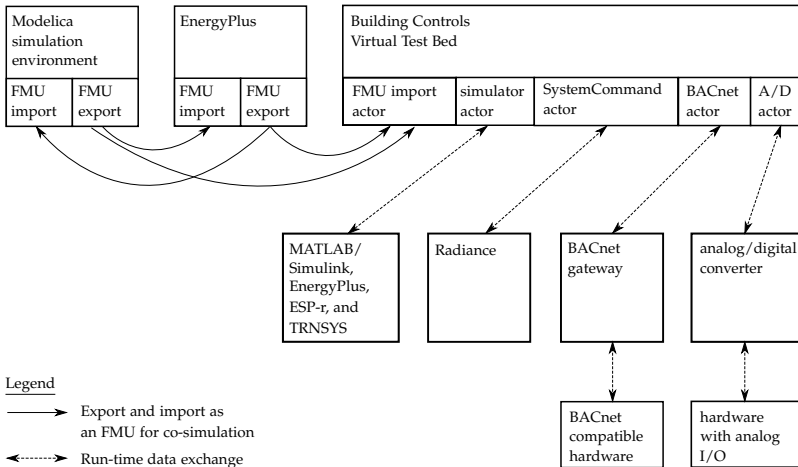 Modelica
simulation
environment
FMU
import
FMU
export
EnergyPlus
FMU
import
FMU
export
Building Controls
Virtual Test Bed
FMU import
actor
simulator
actor
SystemCommand
actor
BACnet
actor
A/D
actor
MATLAB/
Simulink,
EnergyPlus,
ESP-r, and
TRNSYS
Radiance
BACnet
gateway
analog/digital
converter
BACnet
compatible
hardware
hardware
with analog
I/O
Legend
Export and import as
an FMU for co-simulation
Run-time data exchange